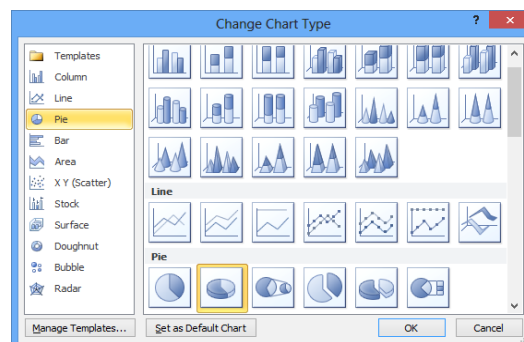 Change Chart Type
?
Templates
Column
Line
Pie
Bar
Area
X Y (Scatter)
Stock
Surface
Doughnut
Bubble
Radar
Line
Pie
Manage Templates...
Set as Default Chart
OK
Cancel